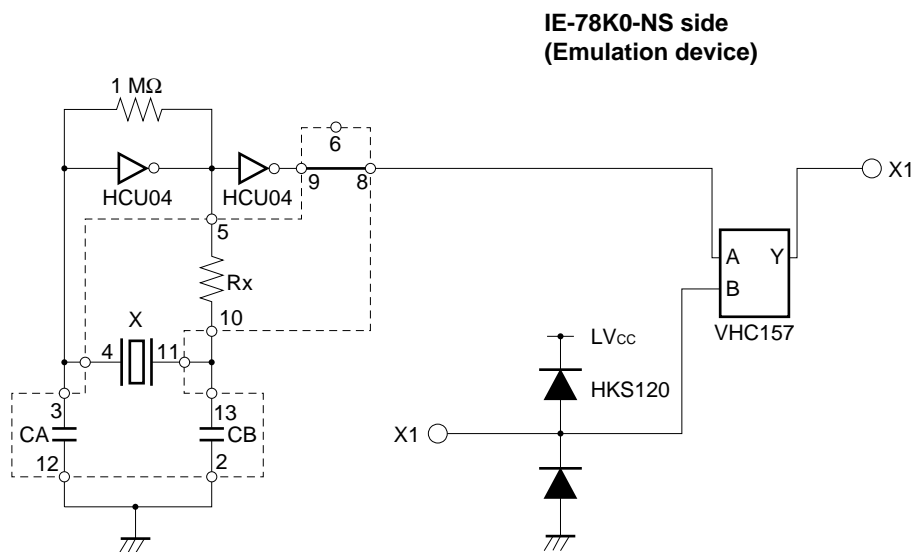 IE-78K0-NS side
(Emulation device)
1 MΩ
6
HCU04
HCU04
9
8
X1
5
A
Y
B
VHC157
Rx
10
X
4
11
LVCC
HKS120
3
13
CA
CB
X1
12
2